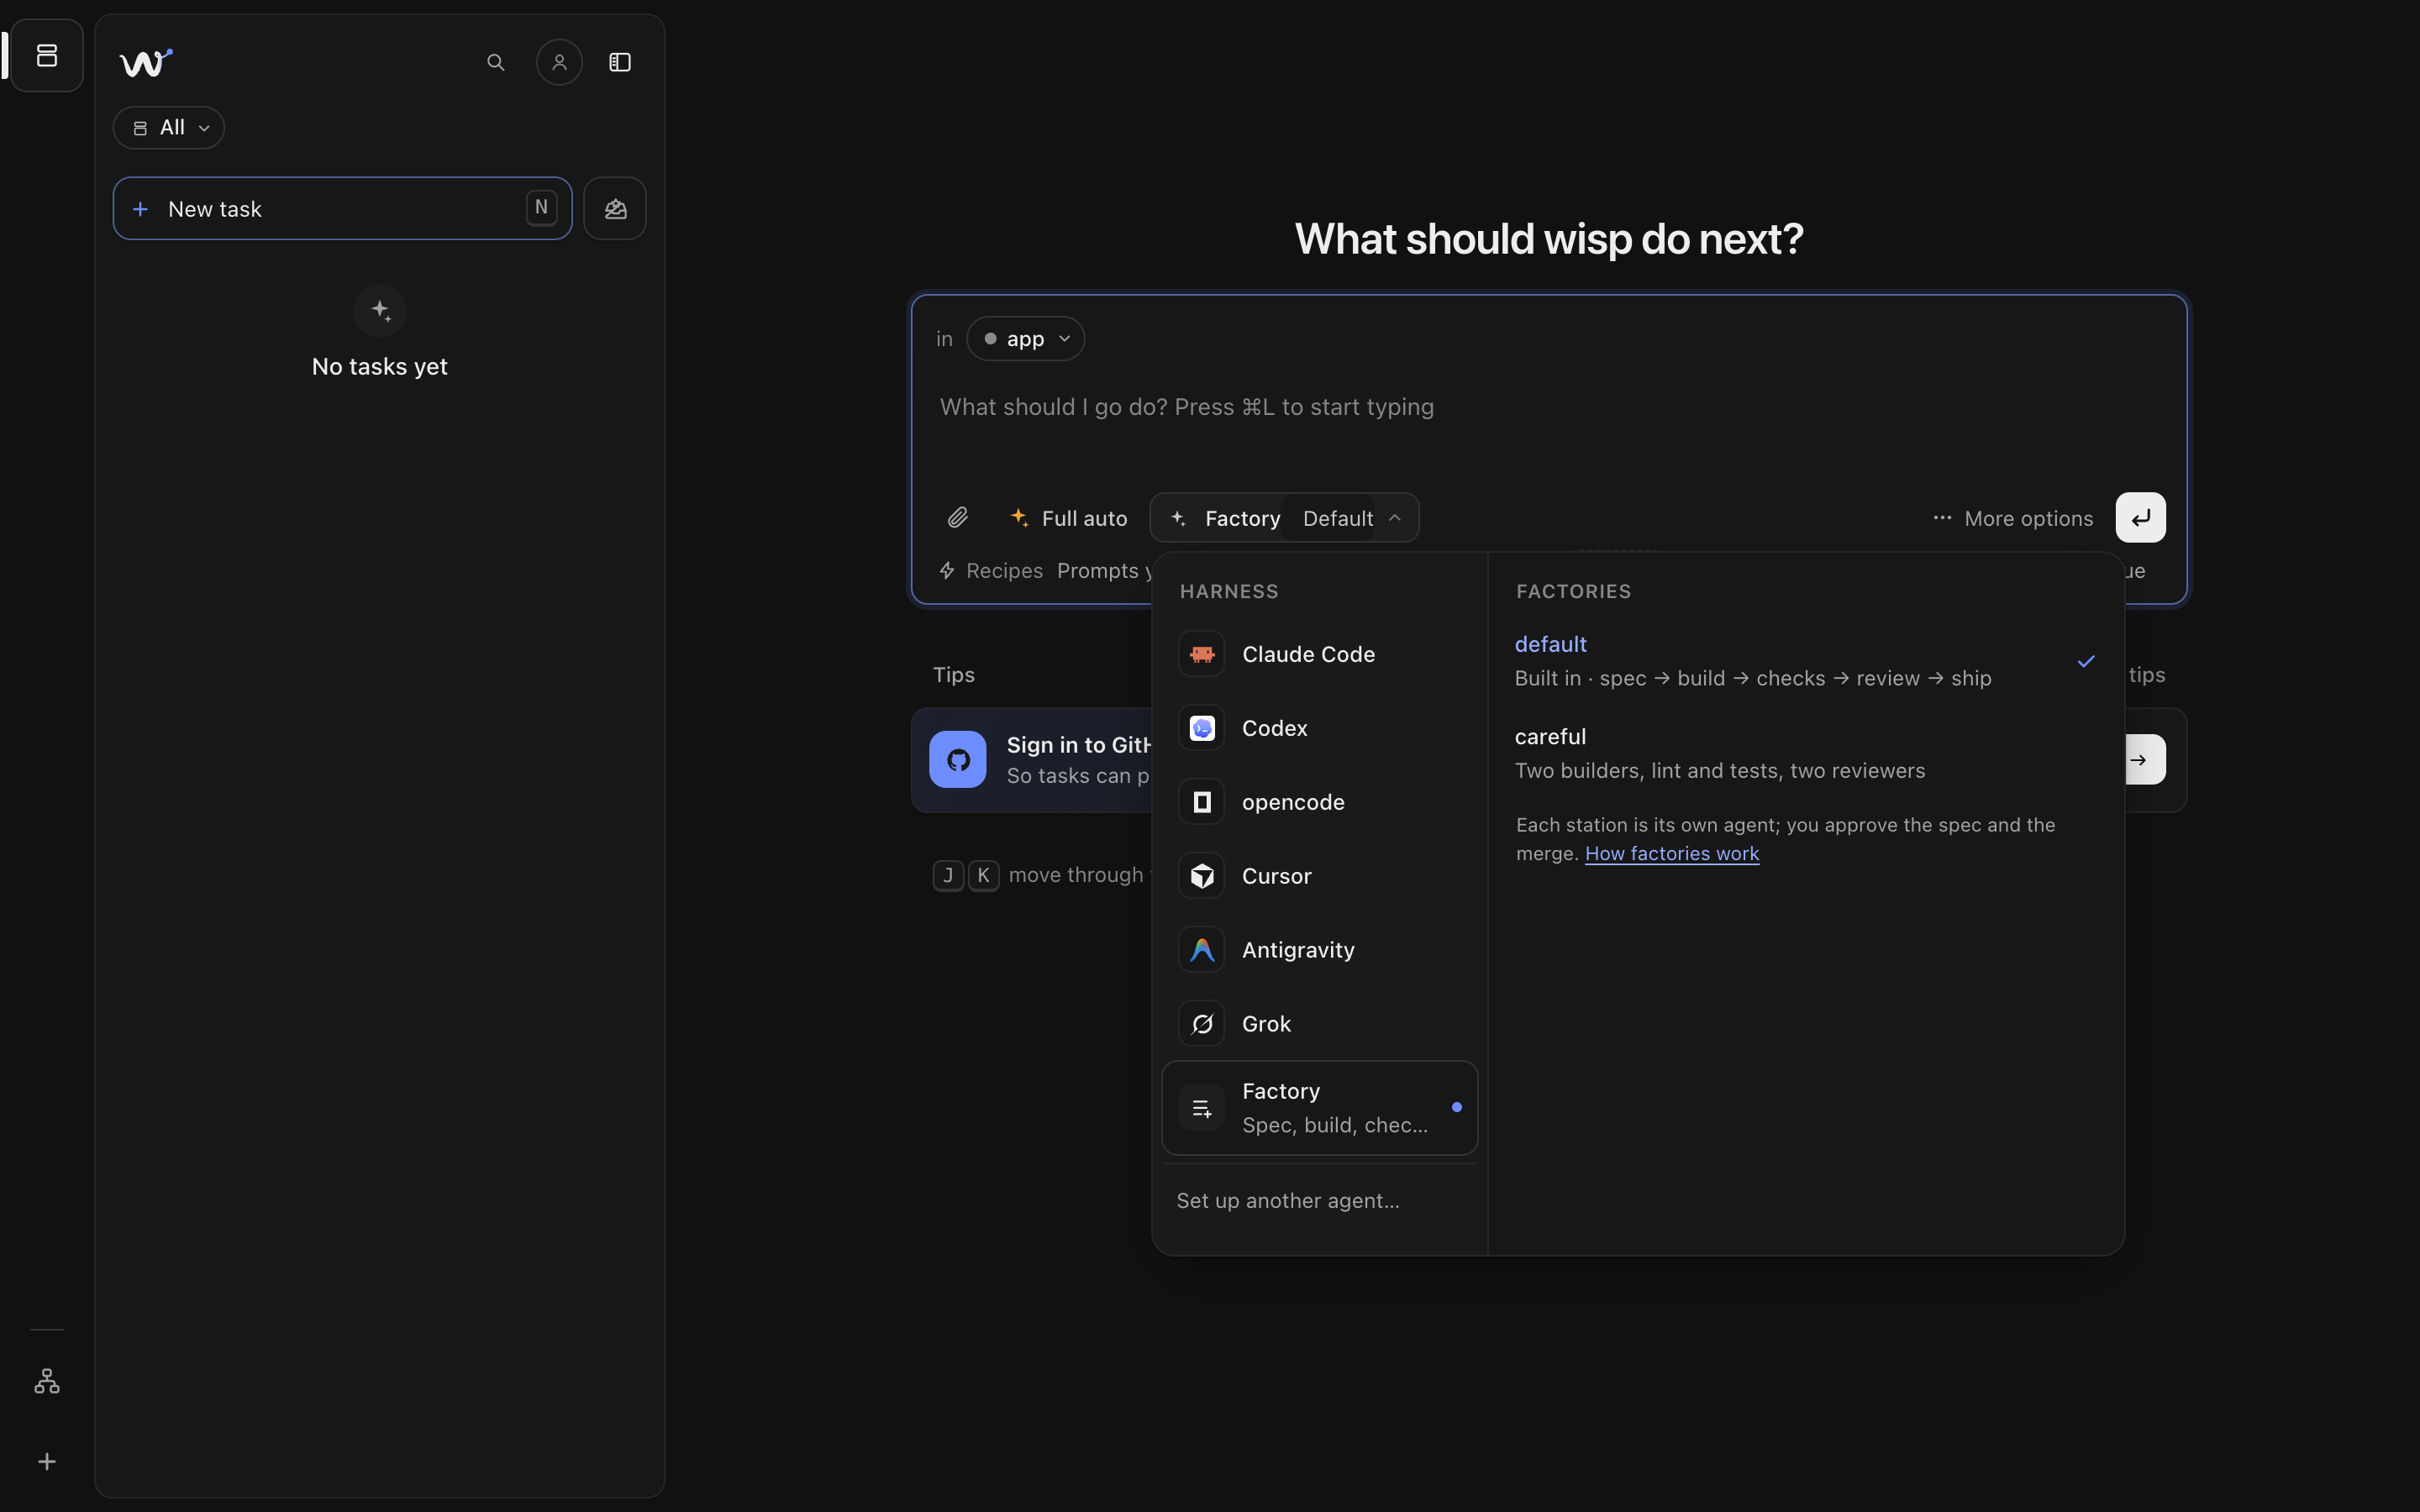 All
New task
N
No tasks yet
What should wisp do next?
in
app
What should I go do? Press ⌘L to start typing
Full auto
Factory
Default
More options
Recipes
Prompts
Tips
tips
Sign in to
So tasks can
J K move through
HARNESS
Claude Code
Codex
opencode
Cursor
Antigravity
Grok
Factory
Spec, build, chec...
Set up another agent...
FACTORIES
default
Built in · spec → build → checks → review → ship
careful
Two builders, lint and tests, two reviewers
Each station is its own agent; you approve the spec and the
merge. How factories work